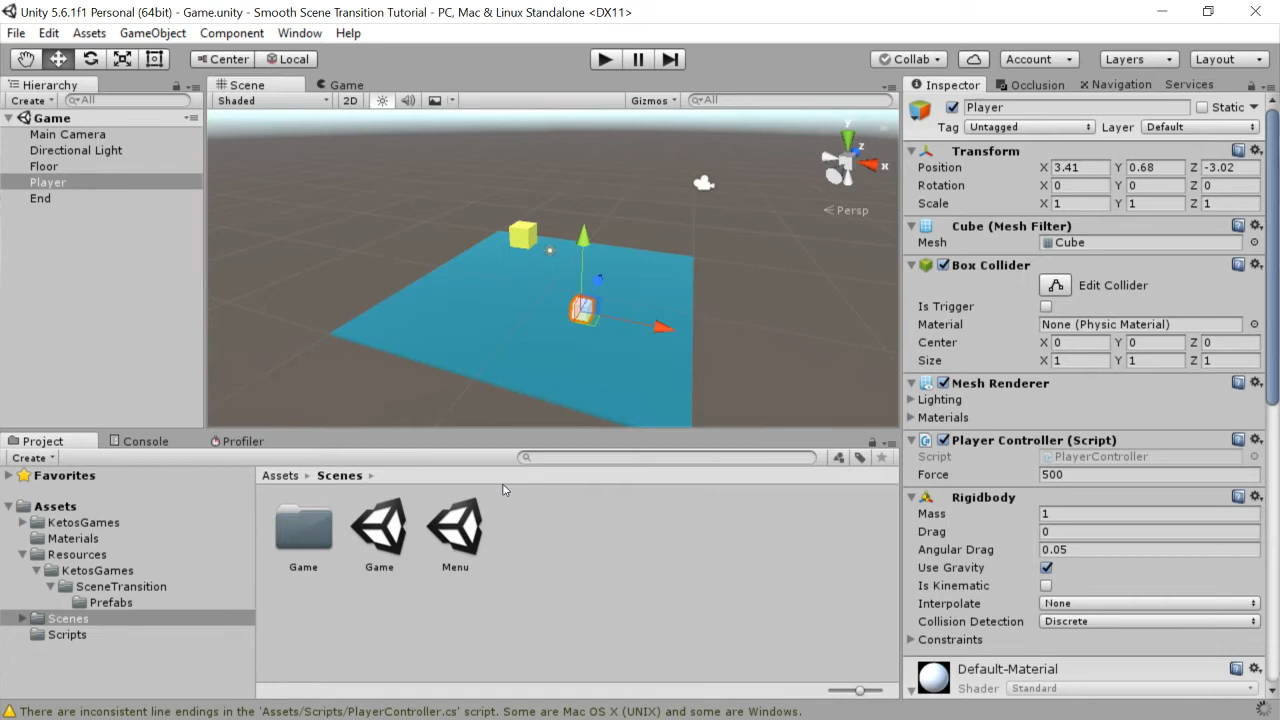 Unity 5.6.1f1 Personal (64bit) - Game.unity - Smooth Scene Transition Tutorial - PC, Mac & Linux Standalone <DX11>
File Edit Assets GameObject Component Window Help
Center Local Collab Account Layers Layout
Hierarchy
Create All
Game
Main Camera
Directional Light
Floor
Player
End
Scene Game
Shaded 2D Gizmos All
y
z
x
Persp
Inspector Occlusion Navigation Services
Player Static
Tag Untagged Layer Default
Transform
Position X 3.41 Y 0.68 Z -3.02
Rotation X 0 Y 0 Z 0
Scale X 1 Y 1 Z 1
Cube (Mesh Filter)
Mesh Cube
Box Collider
Edit Collider
Is Trigger
Material None (Physic Material)
Center X 0 Y 0 Z 0
Size X 1 Y 1 Z 1
Mesh Renderer
Lighting
Materials
Player Controller (Script)
Script PlayerController
Force 500
Rigidbody
Mass 1
Drag 0
Angular Drag 0.05
Use Gravity
Is Kinematic
Interpolate None
Collision Detection Discrete
Constraints
Default-Material
Shader Standard
Project Console Profiler
Create
Favorites
Assets
KetosGames
Materials
Resources
KetosGames
SceneTransition
Prefabs
Scenes
Scripts
Assets Scenes
Game Game Menu
There are inconsistent line endings in the 'Assets/Scripts/PlayerController.cs' script. Some are Mac OS X (UNIX) and some are Windows.